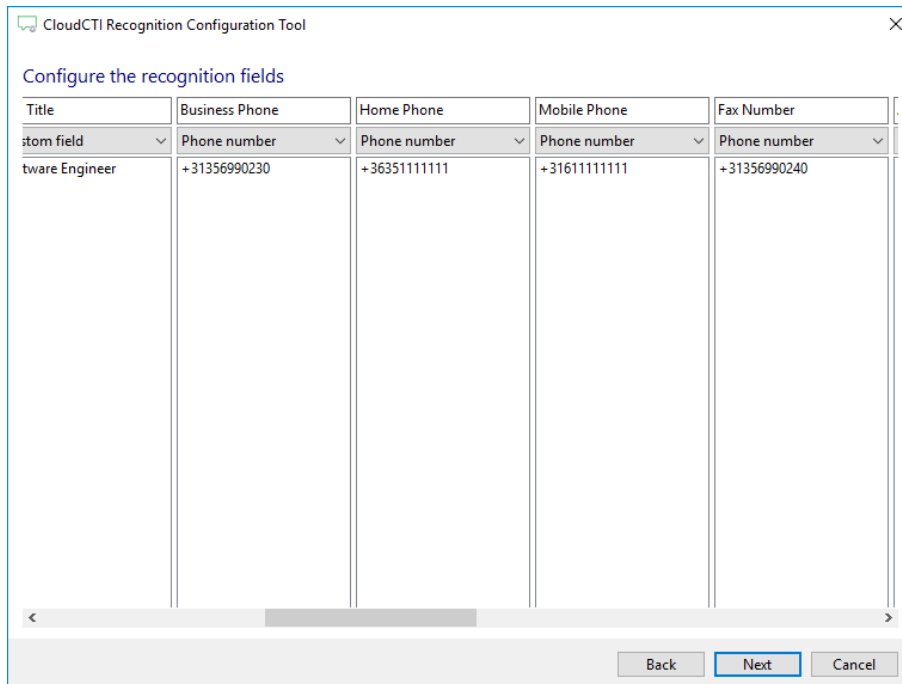 CloudCTI Recognition Configuration Tool
Configure the recognition fields
Title Business Phone Home Phone Mobile Phone Fax Number
stom field Phone number Phone number Phone number Phone number
tware Engineer +31356990230 +36351111111 +31611111111 +31356990240
Back Next Cancel